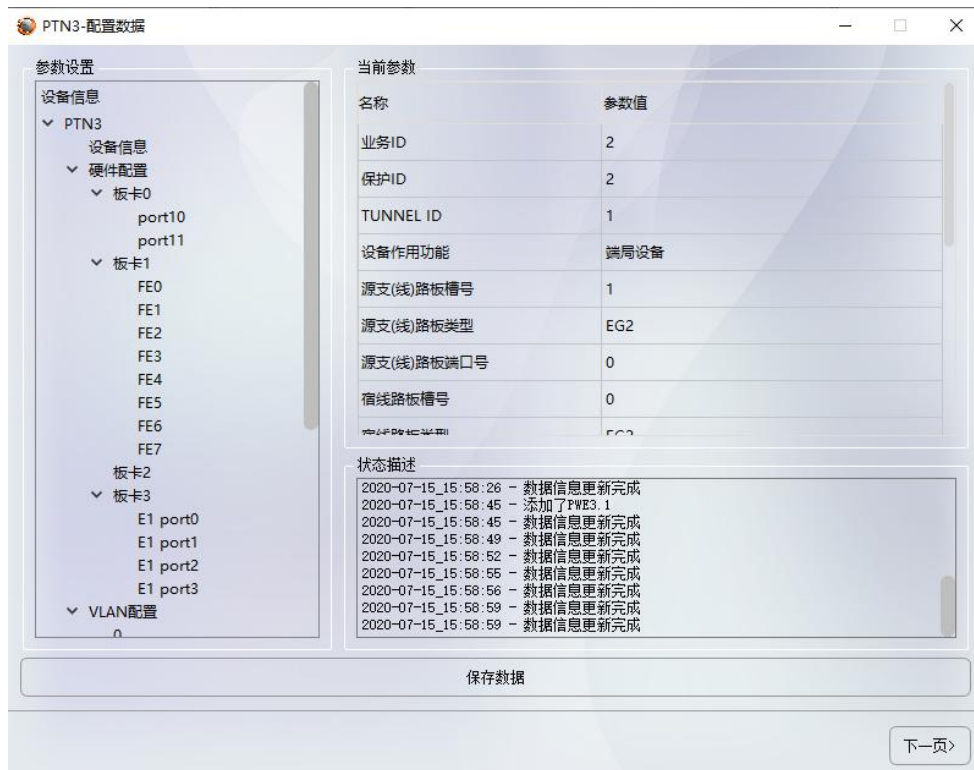 PTN3-配置数据
参数设置
设备信息
PTN3
设备信息
硬件配置
板卡0
port10
port11
板卡1
FE0
FE1
FE2
FE3
FE4
FE5
FE6
FE7
板卡2
板卡3
E1 port0
E1 port1
E1 port2
E1 port3
VLAN配置
0
当前参数
名称 参数值
业务ID 2
保护ID 2
TUNNEL ID 1
设备作用功能 端局设备
源支(线)路板槽号 1
源支(线)路板类型 EG2
源支(线)路板端口号 0
宿线路板槽号 0
宿线路板类型 EG2
状态描述
2020-07-15_15:58:26 - 数据信息更新完成
2020-07-15_15:58:45 - 添加了PWE3.1
2020-07-15_15:58:45 - 数据信息更新完成
2020-07-15_15:58:49 - 数据信息更新完成
2020-07-15_15:58:52 - 数据信息更新完成
2020-07-15_15:58:55 - 数据信息更新完成
2020-07-15_15:58:56 - 数据信息更新完成
2020-07-15_15:58:59 - 数据信息更新完成
2020-07-15_15:58:59 - 数据信息更新完成
保存数据
下一页>